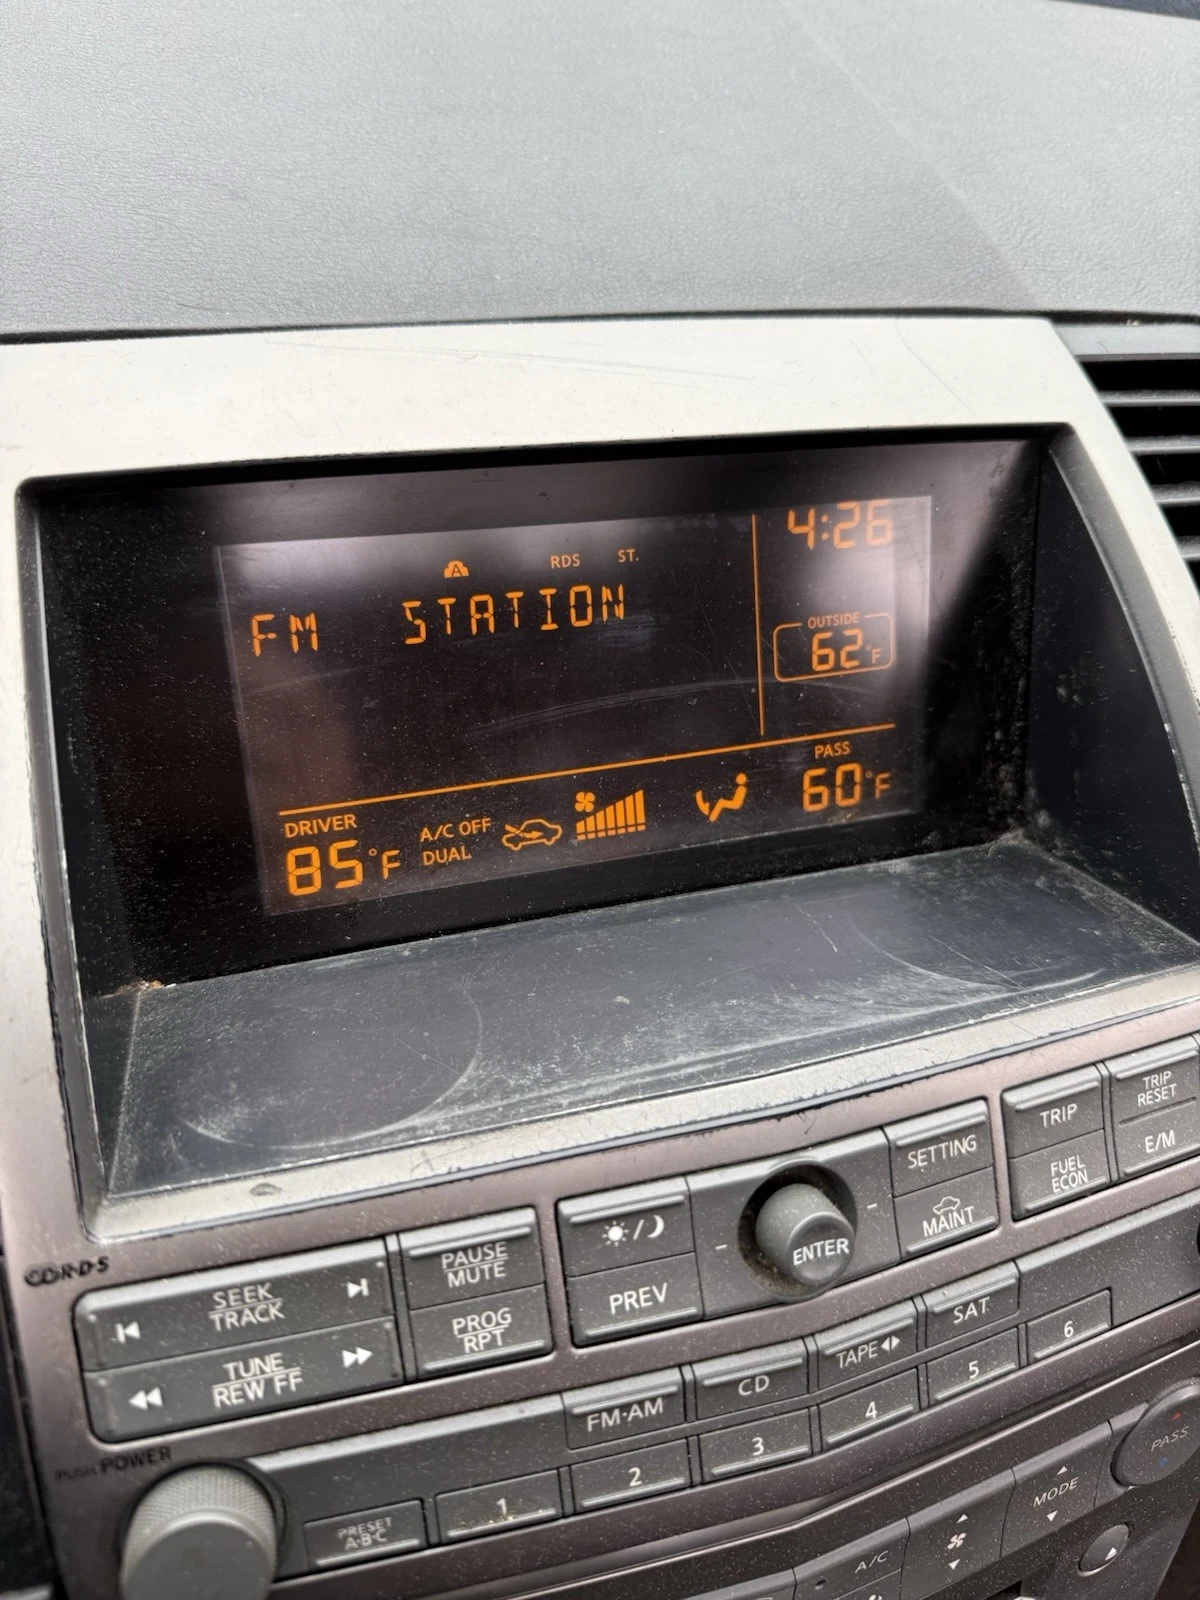 4:26
A RDS ST.
FM STATION
OUTSIDE
62°F
DRIVER
85°F
A/C OFF
DUAL
PASS
60°F
TRIP
RESET
TRIP
E/M
SETTING
FUEL
ECON
MAINT
ENTER
PAUSE
MUTE
PREV
PROG
RPT
CD·R·D·S
SEEK
TRACK
TUNE
REW FF
SAT
TAPE
CD
FM·AM
6
5
4
3
2
1
PUSH POWER
PRESET
A·B·C
PASS
MODE
A/C